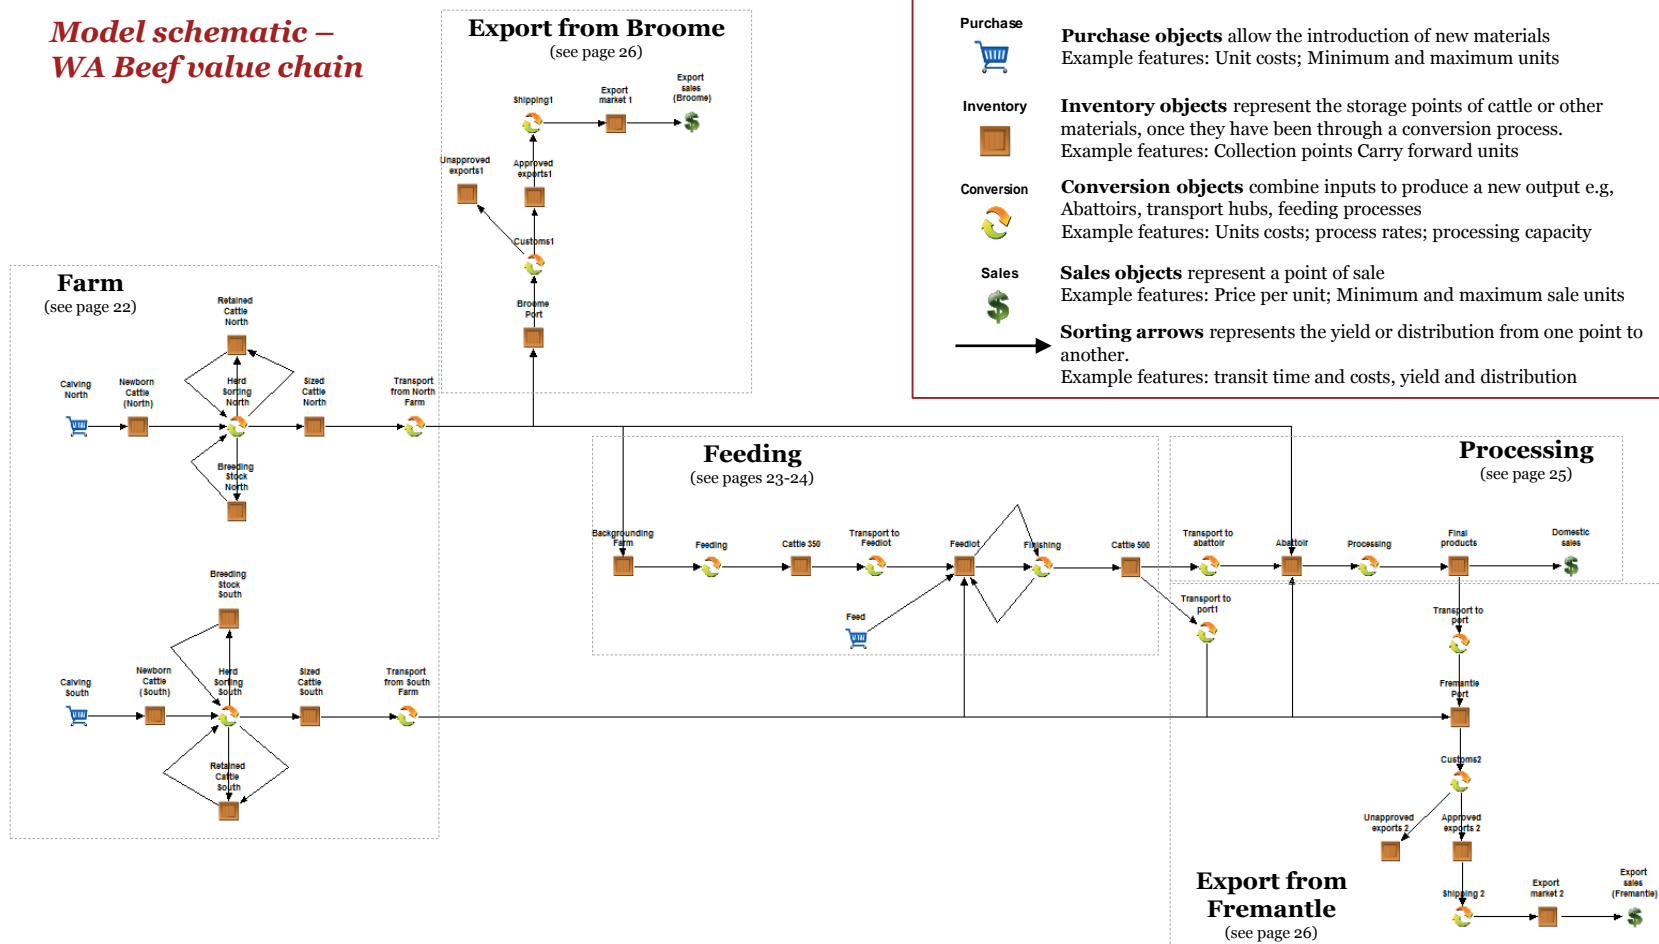 Model schematic –
WA Beef value chain
Export from Broome
(see page 26)
Export
sales
(Broome)
Export
market 1
Shipping1
Unapproved
exports1
Approved
exports1
Customs1
Broome
Port
Purchase
Purchase objects allow the introduction of new materials
Example features: Unit costs; Minimum and maximum units
Inventory
Inventory objects represent the storage points of cattle or other
materials, once they have been through a conversion process.
Example features: Collection points Carry forward units
Conversion
Conversion objects combine inputs to produce a new output e.g,
Abattoirs, transport hubs, feeding processes
Example features: Units costs; process rates; processing capacity
Sales
Sales objects represent a point of sale
Example features: Price per unit; Minimum and maximum sale units
Sorting arrows represents the yield or distribution from one point to
another.
Example features: transit time and costs, yield and distribution
Farm
(see page 22)
Retained
Cattle
North
Calving
North
Newborn
Cattle
(North)
Herd
Sorting
North
Sized
Cattle
North
Transport
from North
Farm
Breeding
Stock
North
Breeding
Stock
South
Calving
South
Newborn
Cattle
(South)
Herd
Sorting
South
Sized
Cattle
South
Transport
from South
Farm
Retained
Cattle
South
Feeding
(see pages 23-24)
Backgrounding
Farm
Feeding
Cattle 350
Transport to
Feedlot
Feedlot
Finishing
Cattle 500
Feed
Processing
(see page 25)
Transport to
abattoir
Abattoir
Processing
Final
products
Domestic
sales
Transport to
port1
Transport to
port
Fremantle
Port
Customs2
Unapproved
exports 2
Approved
exports 2
Export from
Fremantle
(see page 26)
Shipping 2
Export
market 2
Export
sales
(Fremantle)